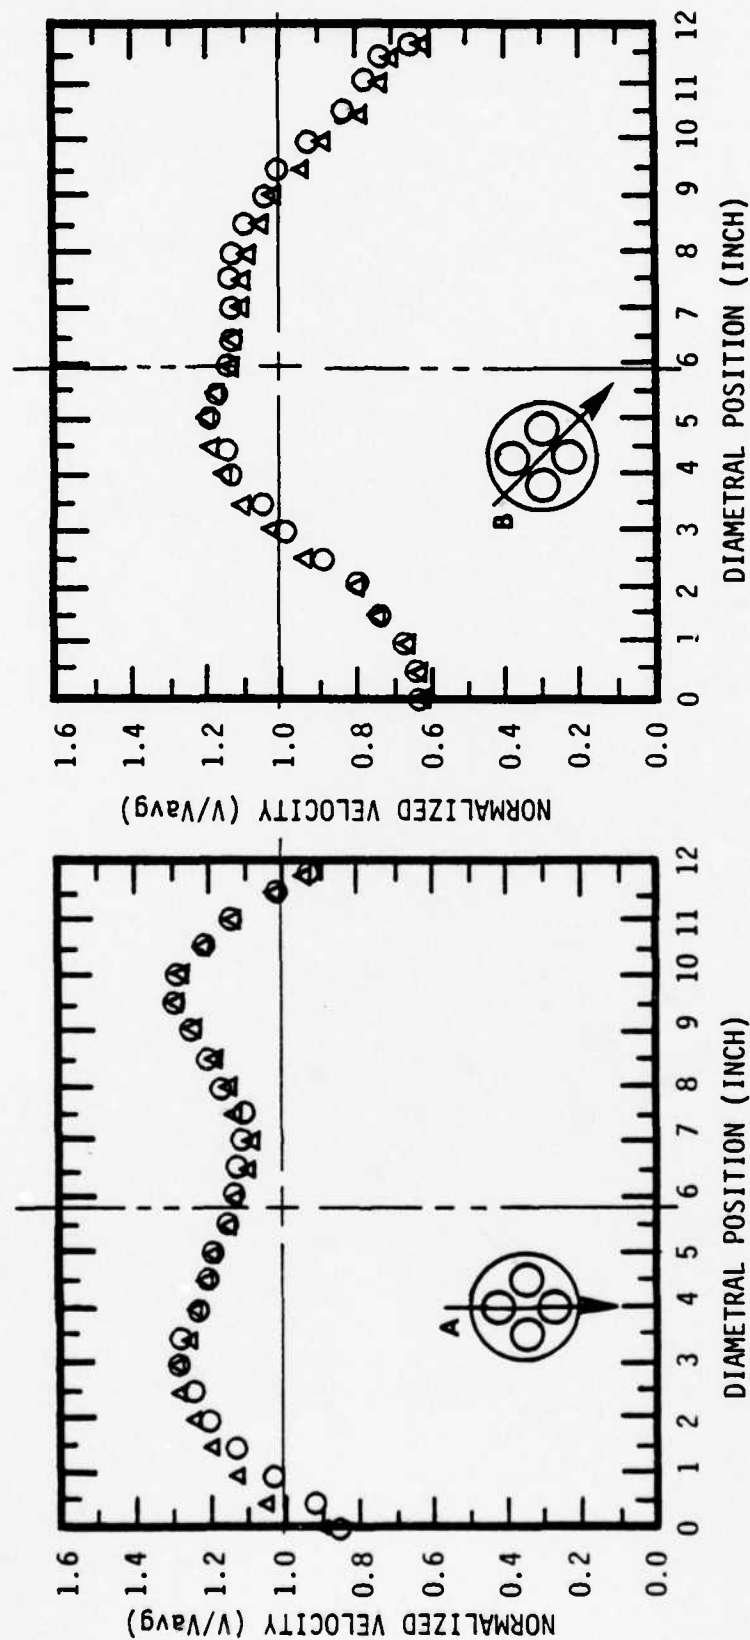 NORMALIZED VELOCITY (V/Vavg)
1.6
1.4
1.2
1.0
0.8
0.6
0.4
0.2
0.0
0 1 2 3 4 5 6 7 8 9 10 11 12
DIAMETRAL POSITION (INCH)
A
NORMALIZED VELOCITY (V/Vavg)
1.6
1.4
1.2
1.0
0.8
0.6
0.4
0.2
0.0
0 1 2 3 4 5 6 7 8 9 10 11 12
DIAMETRAL POSITION (INCH)
B